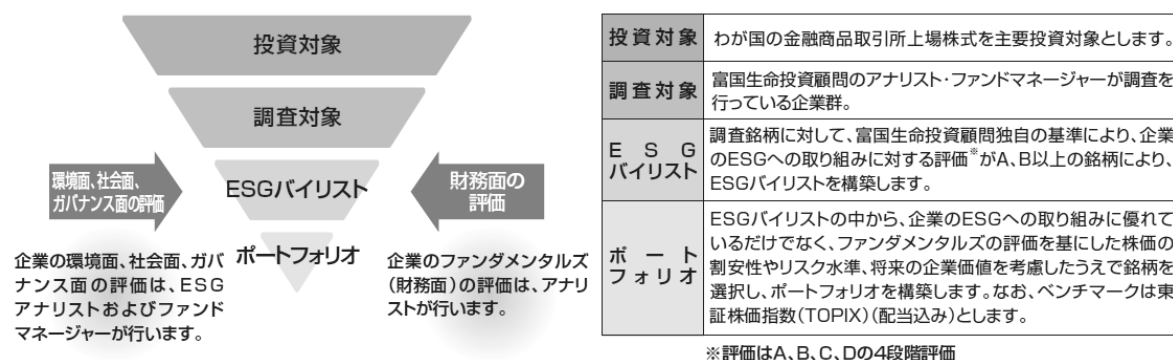 投資対象
調査対象
ESGバイリスト
ポートフォリオ
環境面、社会面、
ガバナンス面の評価
財務面の
評価
企業の環境面、社会面、ガバ
ナンス面の評価は、ESG
アナリストおよびファンド
マネージャーが行います。
企業のファンダメンタルズ
(財務面)の評価は、アナリ
ストが行います。
投資対象
わが国の金融商品取引所上場株式を主要投資対象とします。
調査対象
富国生命投資顧問のアナリスト・ファンドマネージャーが調査を
行っている企業群。
ESG
バイリスト
調査銘柄に対して、富国生命投資顧問独自の基準により、企業
のESGへの取り組みに対する評価※がA、B以上の銘柄により、
ESGバイリストを構築します。
ポート
フォリオ
ESGバイリストの中から、企業のESGへの取り組みに優れて
いるだけでなく、ファンダメンタルズの評価を基にした株価の
割安性やリスク水準、将来の企業価値を考慮したうえで銘柄を
選択し、ポートフォリオを構築します。なお、ベンチマークは東
証株価指数(TOPIX)(配当込み)とします。
※評価はA、B、C、Dの4段階評価